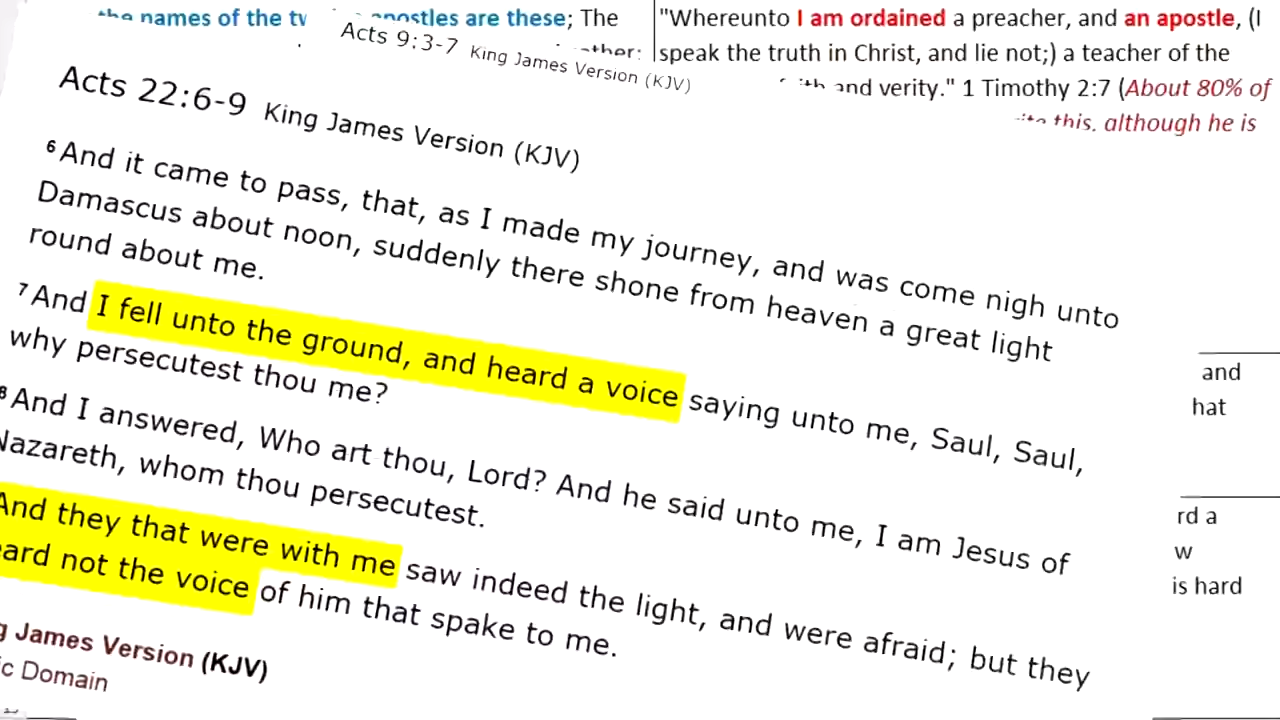 the names of the apostles are these; The
"Whereunto I am ordained a preacher, and an apostle, (I
speak the truth in Christ, and lie not;) a teacher of the
and verity." 1 Timothy 2:7 (About 80% of
this, although he is
Acts 9:3-7 King James Version (KJV)
Acts 22:6-9 King James Version (KJV)
6 And it came to pass, that, as I made my journey, and was come nigh unto
Damascus about noon, suddenly there shone from heaven a great light
round about me.
7 And I fell unto the ground, and heard a voice saying unto me, Saul, Saul,
why persecutest thou me?
8 And I answered, Who art thou, Lord? And he said unto me, I am Jesus of
Nazareth, whom thou persecutest.
And they that were with me saw indeed the light, and were afraid; but they
eard not the voice of him that spake to me.
g James Version (KJV)
ic Domain
and
hat
rd a
w
is hard